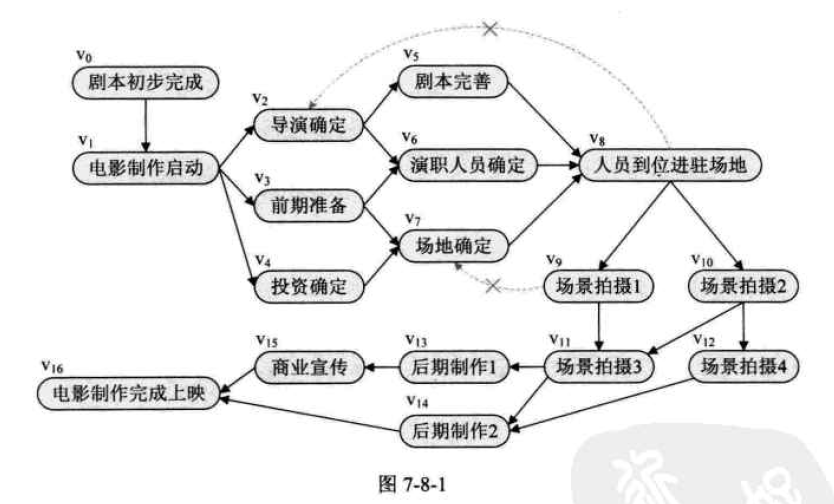 V0
剧本初步完成
V1
电影制作启动
V2
导演确定
V3
前期准备
V4
投资确定
V5
剧本完善
V6
演职人员确定
V7
场地确定
V8
人员到位进驻场地
V9
场景拍摄1
V10
场景拍摄2
V11
场景拍摄3
V12
场景拍摄4
V13
后期制作1
V14
后期制作2
V15
商业宣传
V16
电影制作完成上映
图 7-8-1